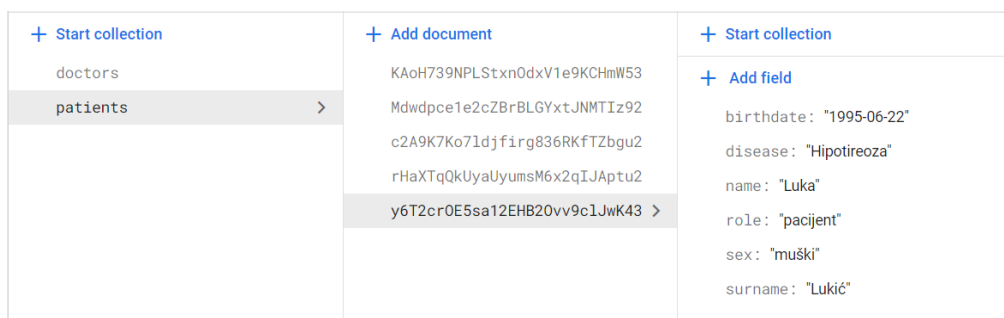 + Start collection
doctors
patients
+ Add document
KAoH739NPLStxnOdxV1e9KCHmW53
Mdwdpce1e2cZBrBLGYxtJNMTIz92
c2A9K7Ko7ldjfirg836RKfTZbgu2
rHaXTqQkUyaUyumsM6x2qIJAptu2
y6T2crOE5sa12EHB2Ovv9clJwK43
+ Start collection
+ Add field
birthdate: "1995-06-22"
disease: "Hipotireoza"
name: "Luka"
role: "pacijent"
sex: "muški"
surname: "Lukić"